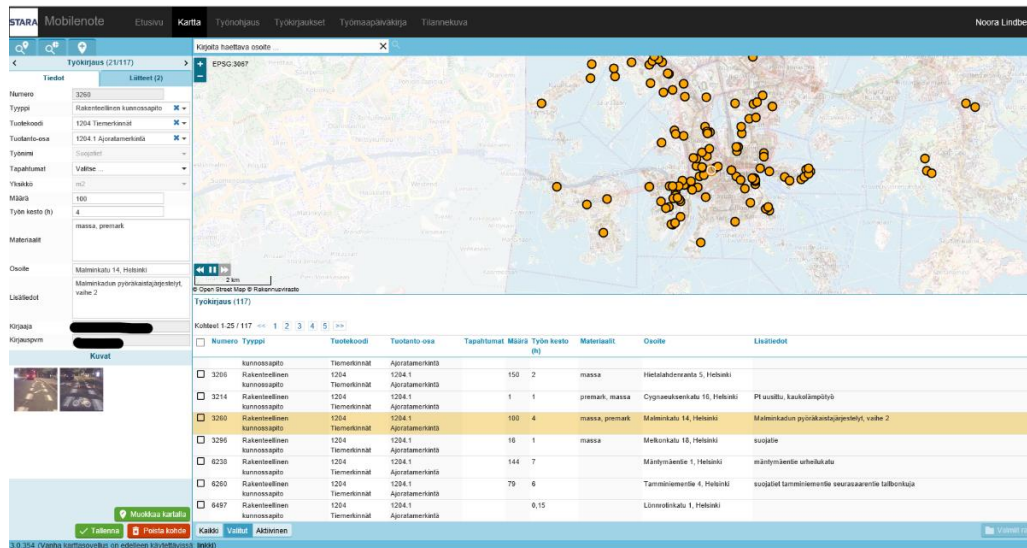 STARA Mobilenote Etusivu Kartta Työnohjaus Työkirjaukset Työmaapäiväkirja Tilannekuva Noora Lindbe
Kirjoita haettava osoite ... ×
< Työkirjaus (21/117) >
Tiedot Liitteet (2)
Numero 3260
Tyyppi Rakenteellinen kunnossapito
Tuotekoodi 1204 Tiemerkinnät
Tuotanto-osa 1204.1 Ajoratamerkintä
Työnimi
Tapahtumat Valitse ...
Yksikkö m2
Määrä 100
Työn kesto (h) 4
Materiaalit massa, premark
Osoite Malminkatu 14, Helsinki
Lisätiedot Malminkadun pyöräkaistajärjestelyt,
vaihe 2
Kirjaaja
Kirjauspvm
Kuvat
Muokkaa kartalla
Tallenna Poista kohde
3.0.354 (Vanha karttasovellus on edelleen käytettävissä: linkki)
+ EPSG:3067
-
2 km
© Open Street Map © Rakennusvirasto
Työkirjaus (117)
Kohteet 1-25 / 117 << 1 2 3 4 5 >>
Numero Tyyppi Tuotekoodi Tuotanto-osa Tapahtumat Määrä Työn kesto Materiaalit Osoite Lisätiedot
(h)
kunnossapito Tiemerkinnät Ajoratamerkintä
3206 Rakenteellinen 1204 1204.1 150 2 massa Hietalahdenranta 5, Helsinki
kunnossapito Tiemerkinnät Ajoratamerkintä
3214 Rakenteellinen 1204 1204.1 1 1 premark, massa Cygnaeuksenkatu 16, Helsinki Pt uusittu, kaukolämpötyö
kunnossapito Tiemerkinnät Ajoratamerkintä
3260 Rakenteellinen 1204 1204.1 100 4 massa, premark Malminkatu 14, Helsinki Malminkadun pyöräkaistajärjestelyt, vaihe 2
kunnossapito Tiemerkinnät Ajoratamerkintä
3296 Rakenteellinen 1204 1204.1 16 1 massa Melkonkatu 18, Helsinki suojatie
kunnossapito Tiemerkinnät Ajoratamerkintä
6238 Rakenteellinen 1204 1204.1 144 7 Mäntymäentie 1, Helsinki mäntymäentie urheilukatu
kunnossapito Tiemerkinnät Ajoratamerkintä
6260 Rakenteellinen 1204 1204.1 79 6 Tamminiementie 4, Helsinki suojatiet tamminiementie seurasaarentie tallbonkuja
kunnossapito Tiemerkinnät Ajoratamerkintä
6497 Rakenteellinen 1204 1204.1 0,15 Lönnrotinkatu 1, Helsinki
kunnossapito Tiemerkinnät Ajoratamerkintä
Kaikki Valitut Aktiivinen